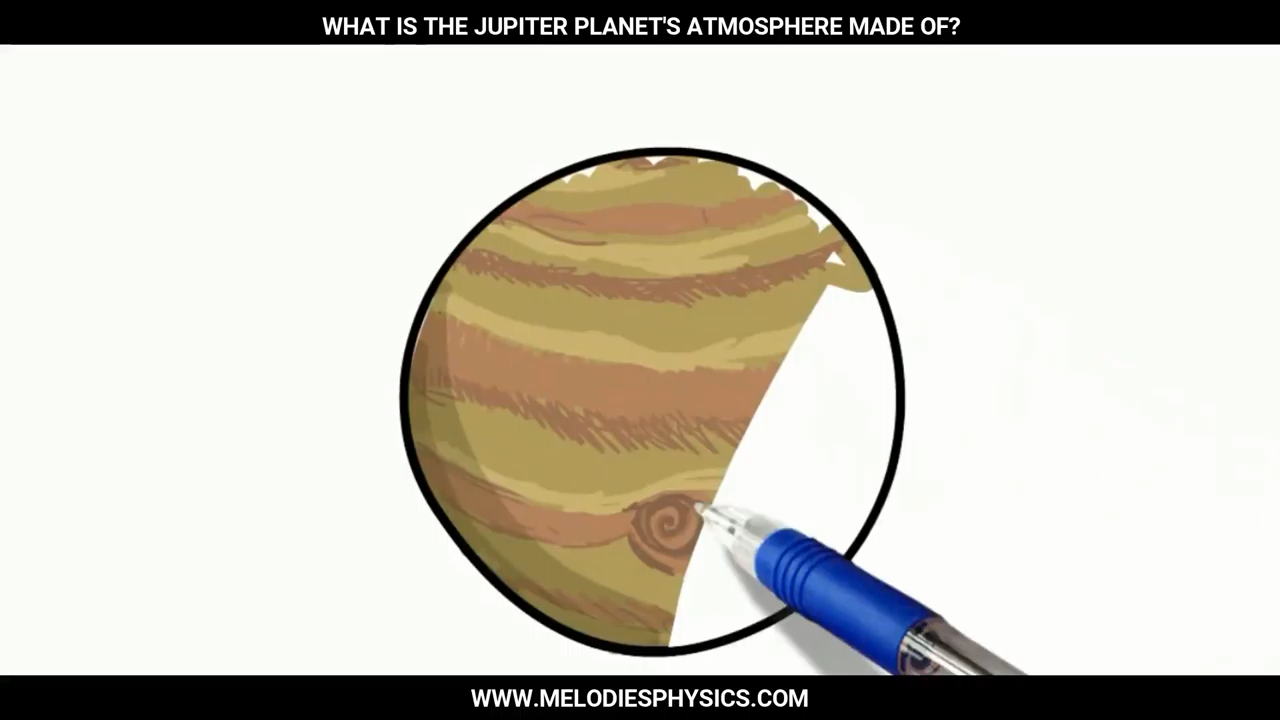 WHAT IS THE JUPITER PLANET'S ATMOSPHERE MADE OF?
WWW.MELODIESPHYSICS.COM